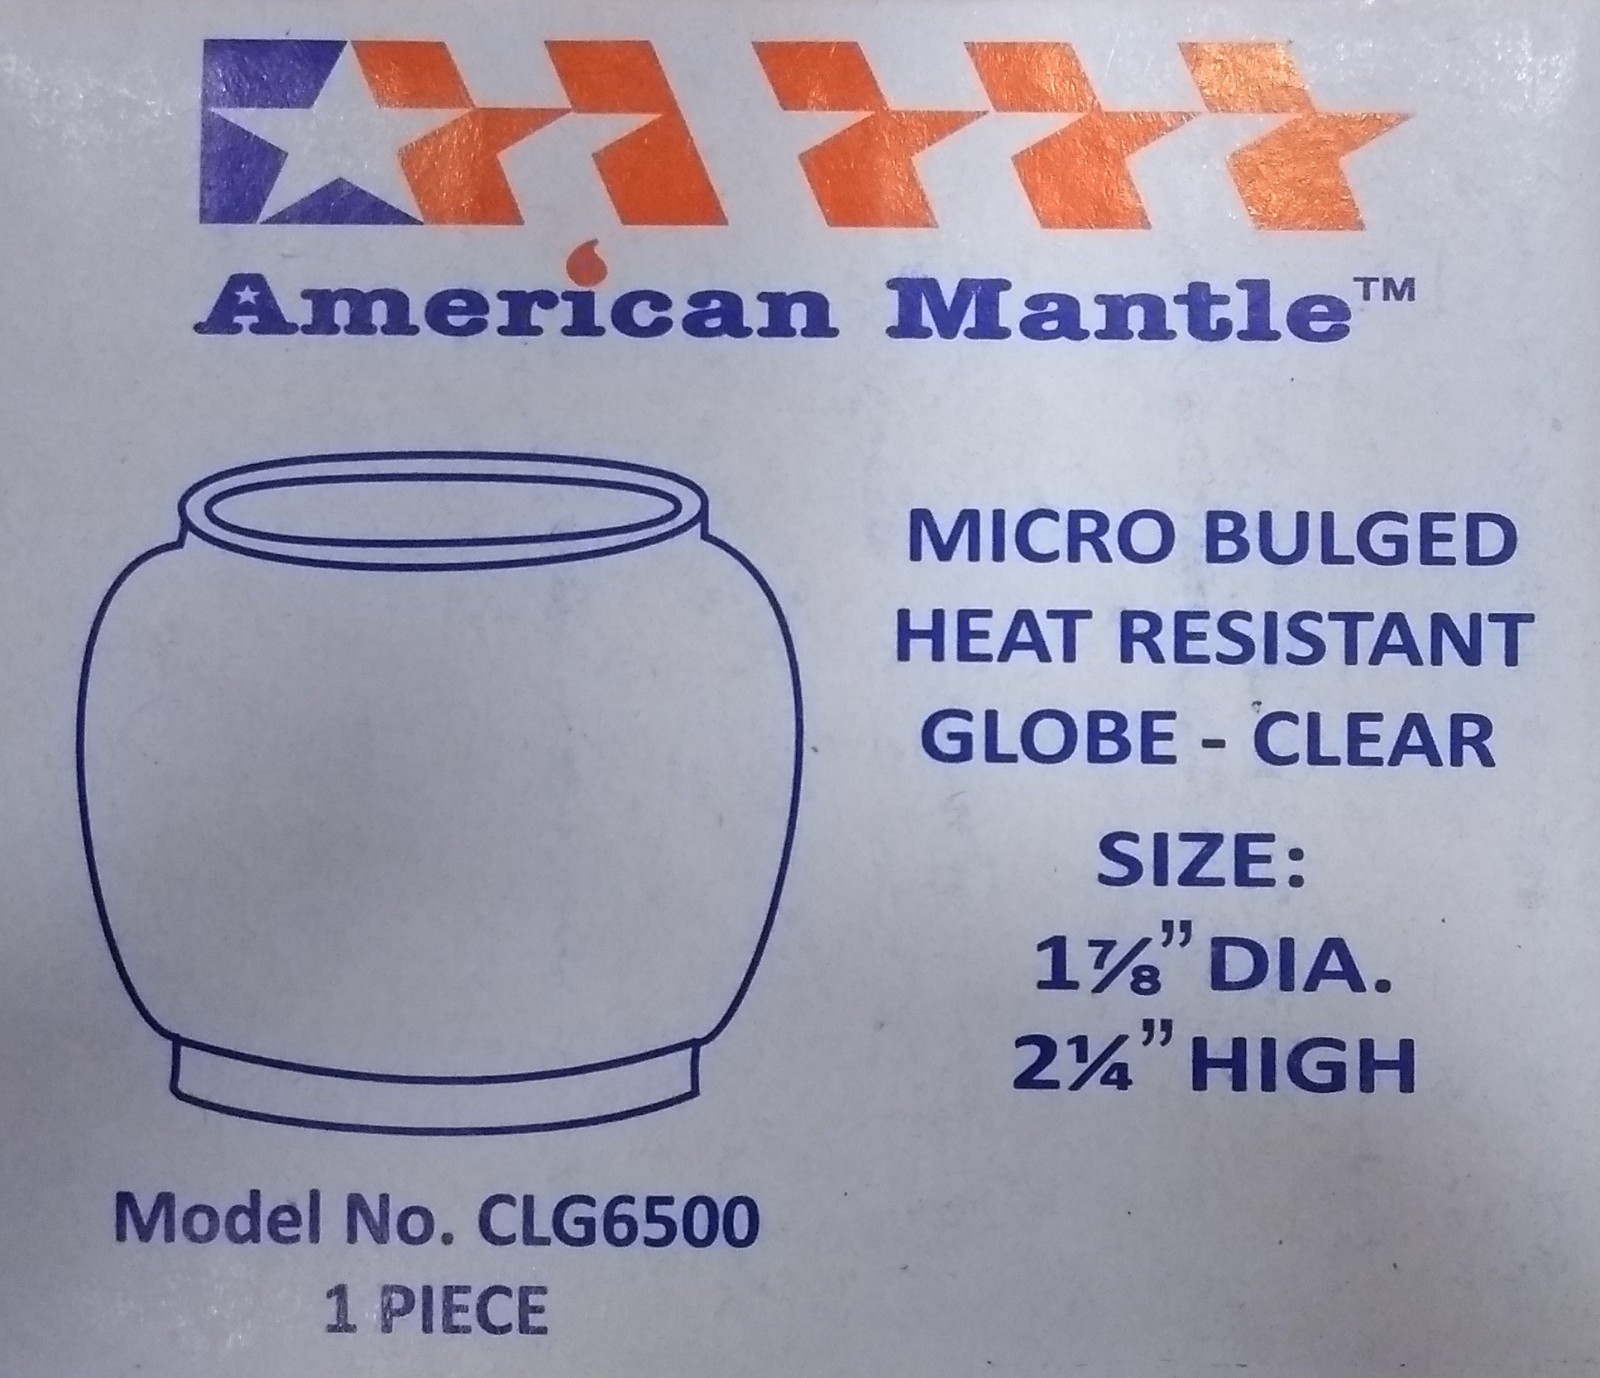 American Mantle™
MICRO BULGED
HEAT RESISTANT
GLOBE - CLEAR
SIZE:
1⅞” DIA.
2¼” HIGH
Model No. CLG6500
1 PIECE